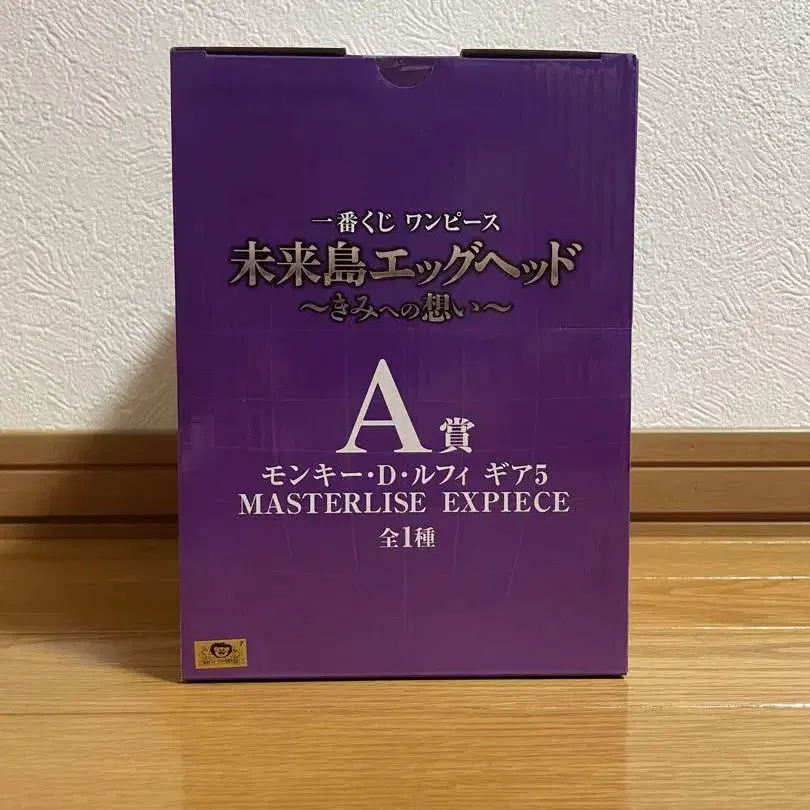 一番くじ ワンピース
未来島エッグヘッド
～きみへの想い～
A賞
モンキー・D・ルフィ ギア5
MASTERLISE EXPIECE
全1種